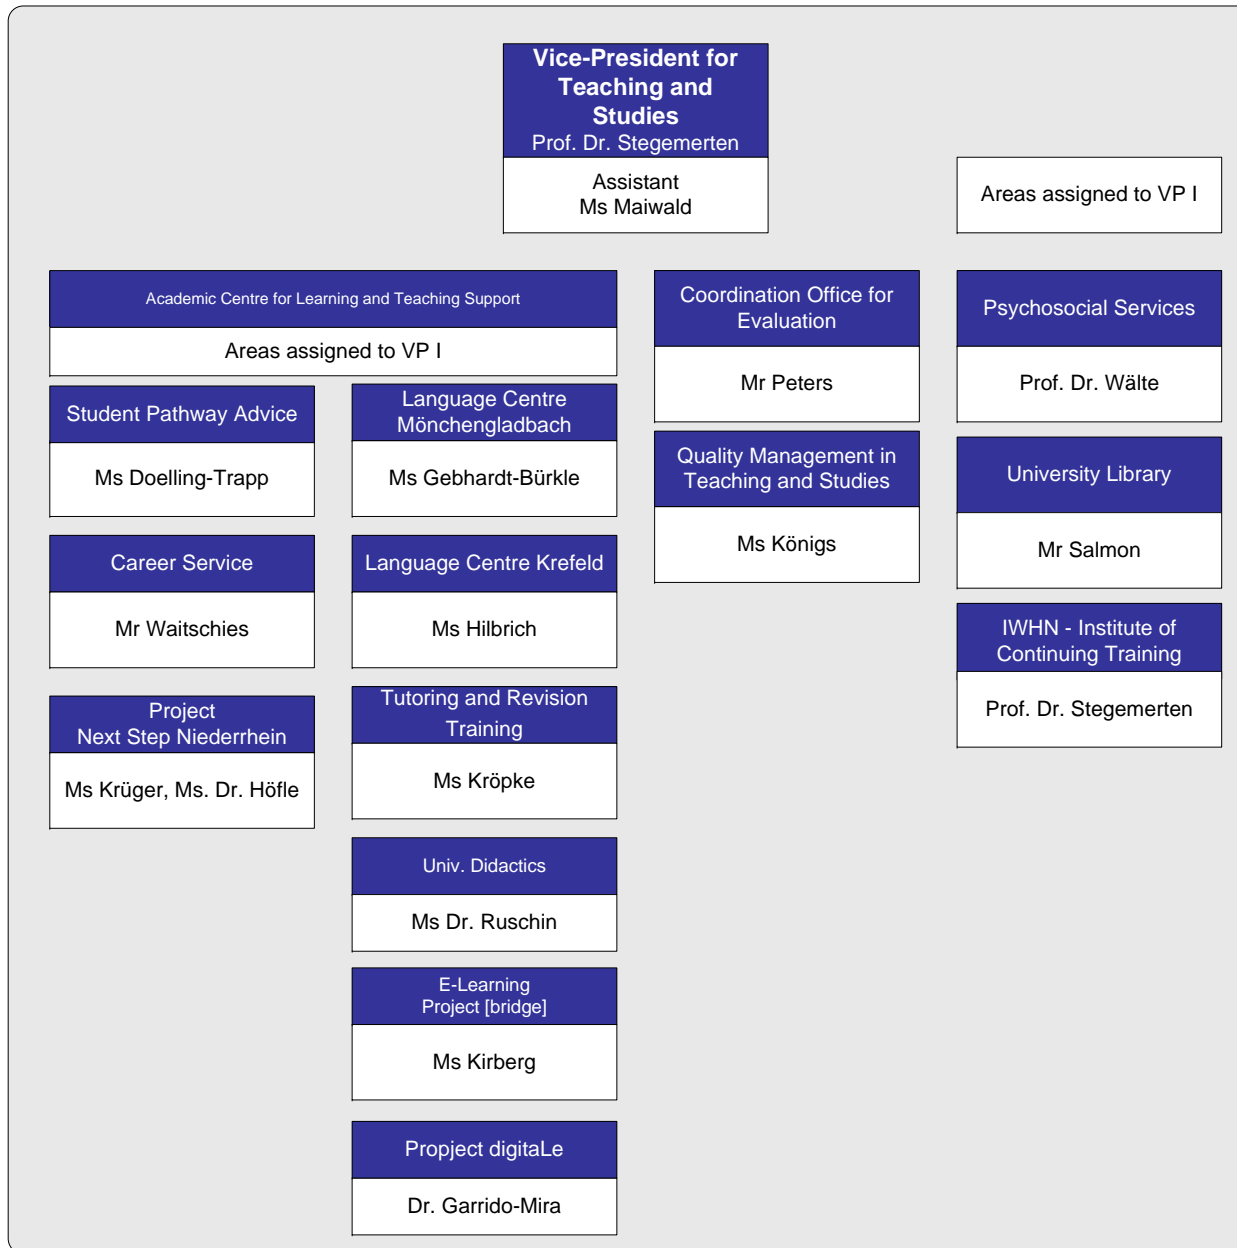 Vice-President for
Teaching and
Studies
Prof. Dr. Stegemerten
Assistant
Ms Maiwald
Areas assigned to VP I
Academic Centre for Learning and Teaching Support
Areas assigned to VP I
Student Pathway Advice
Ms Doelling-Trapp
Career Service
Mr Waitschies
Project
Next Step Niederrhein
Ms Krüger, Ms. Dr. Höfle
Language Centre
Mönchengladbach
Ms Gebhardt-Bürkle
Language Centre Krefeld
Ms Hilbrich
Tutoring and Revision
Training
Ms Kröpke
Univ. Didactics
Ms Dr. Ruschin
E-Learning
Project [bridge]
Ms Kirberg
Propject digitaLe
Dr. Garrido-Mira
Coordination Office for
Evaluation
Mr Peters
Quality Management in
Teaching and Studies
Ms Königs
Psychosocial Services
Prof. Dr. Wälte
University Library
Mr Salmon
IWHN - Institute of
Continuing Training
Prof. Dr. Stegemerten